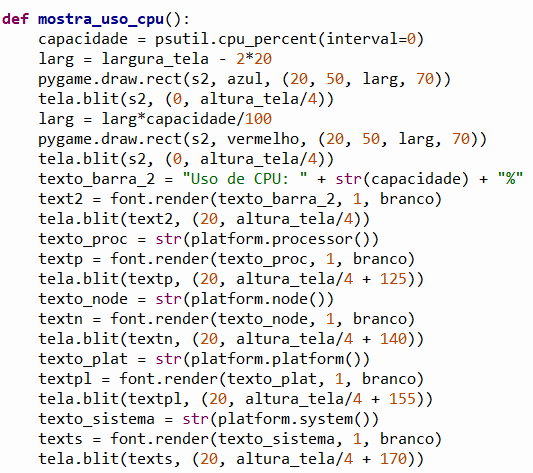 def mostra_uso_cpu():
    capacidade = psutil.cpu_percent(interval=0)
    larg = largura_tela - 2*20
    pygame.draw.rect(s2, azul, (20, 50, larg, 70))
    tela.blit(s2, (0, altura_tela/4))
    larg = larg*capacidade/100
    pygame.draw.rect(s2, vermelho, (20, 50, larg, 70))
    tela.blit(s2, (0, altura_tela/4))
    texto_barra_2 = "Uso de CPU: " + str(capacidade) + "%"
    text2 = font.render(texto_barra_2, 1, branco)
    tela.blit(text2, (20, altura_tela/4))
    texto_proc = str(platform.processor())
    textp = font.render(texto_proc, 1, branco)
    tela.blit(textp, (20, altura_tela/4 + 125))
    texto_node = str(platform.node())
    textn = font.render(texto_node, 1, branco)
    tela.blit(textn, (20, altura_tela/4 + 140))
    texto_plat = str(platform.platform())
    textpl = font.render(texto_plat, 1, branco)
    tela.blit(textpl, (20, altura_tela/4 + 155))
    texto_sistema = str(platform.system())
    texts = font.render(texto_sistema, 1, branco)
    tela.blit(texts, (20, altura_tela/4 + 170))